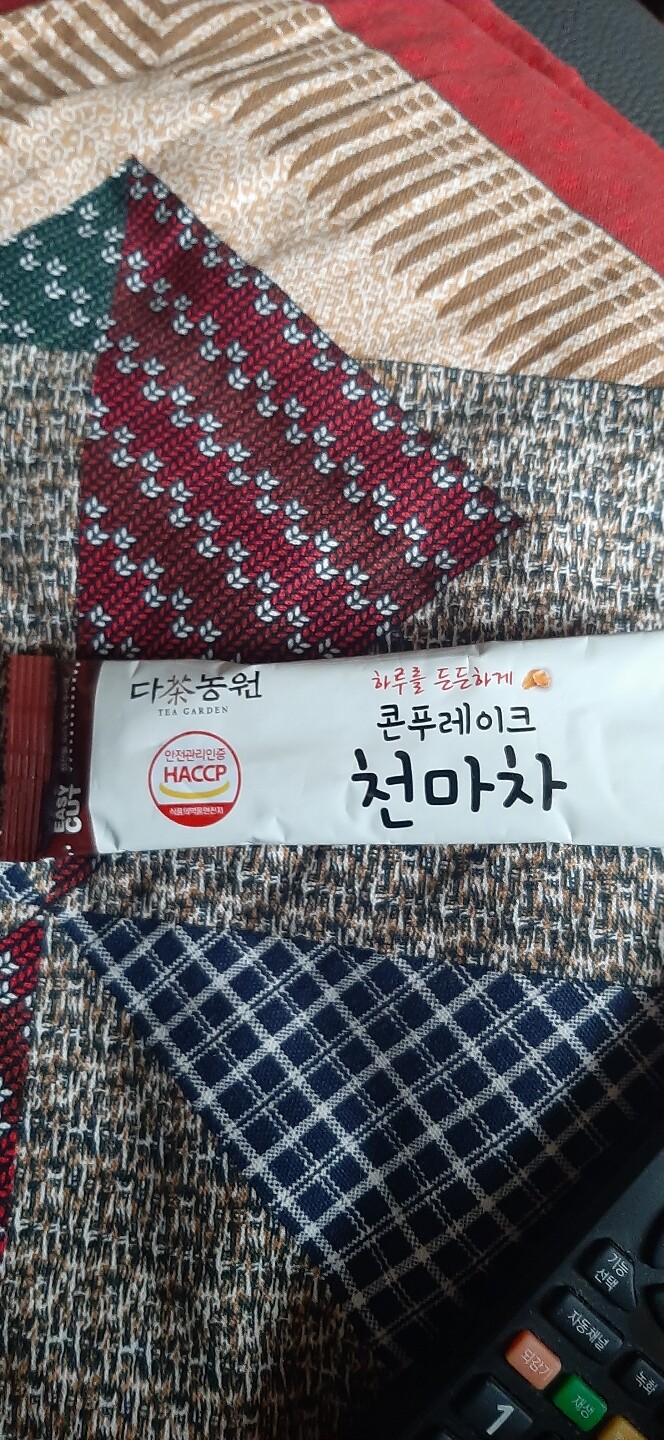 다茶농원
TEA GARDEN
안전관리인증
HACCP
식품의약품안전처
EASY
CUT
하루를 든든하게
콘푸레이크
천마차
기능
선택
자동채널
되감기
재생
녹화
1